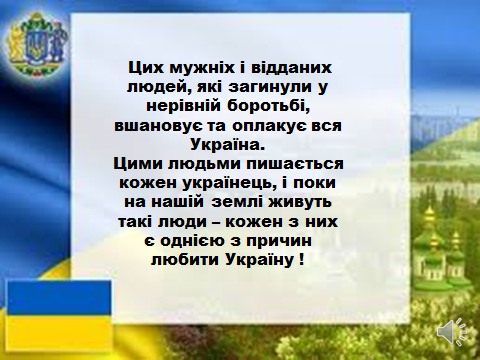 Цих мужніх і відданих
людей, які загинули у
нерівній боротьбі,
вшановує та оплакує вся
Україна.
Цими людьми пишається
кожен українець, і поки
на нашій землі живуть
такі люди – кожен з них
є однією з причин
любити Україну !